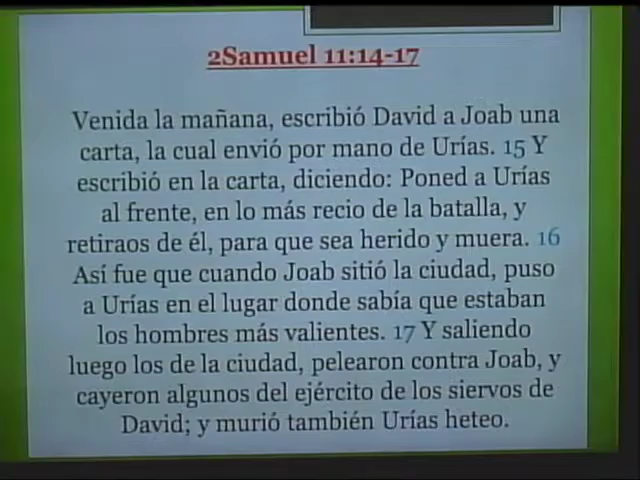 2Samuel 11:14-17
Venida la mañana, escribió David a Joab una
carta, la cual envió por mano de Urías. 15 Y
escribió en la carta, diciendo: Poned a Urías
al frente, en lo más recio de la batalla, y
retiraos de él, para que sea herido y muera. 16
Así fue que cuando Joab sitió la ciudad, puso
a Urías en el lugar donde sabía que estaban
los hombres más valientes. 17 Y saliendo
luego los de la ciudad, pelearon contra Joab, y
cayeron algunos del ejército de los siervos de
David; y murió también Urías heteo.